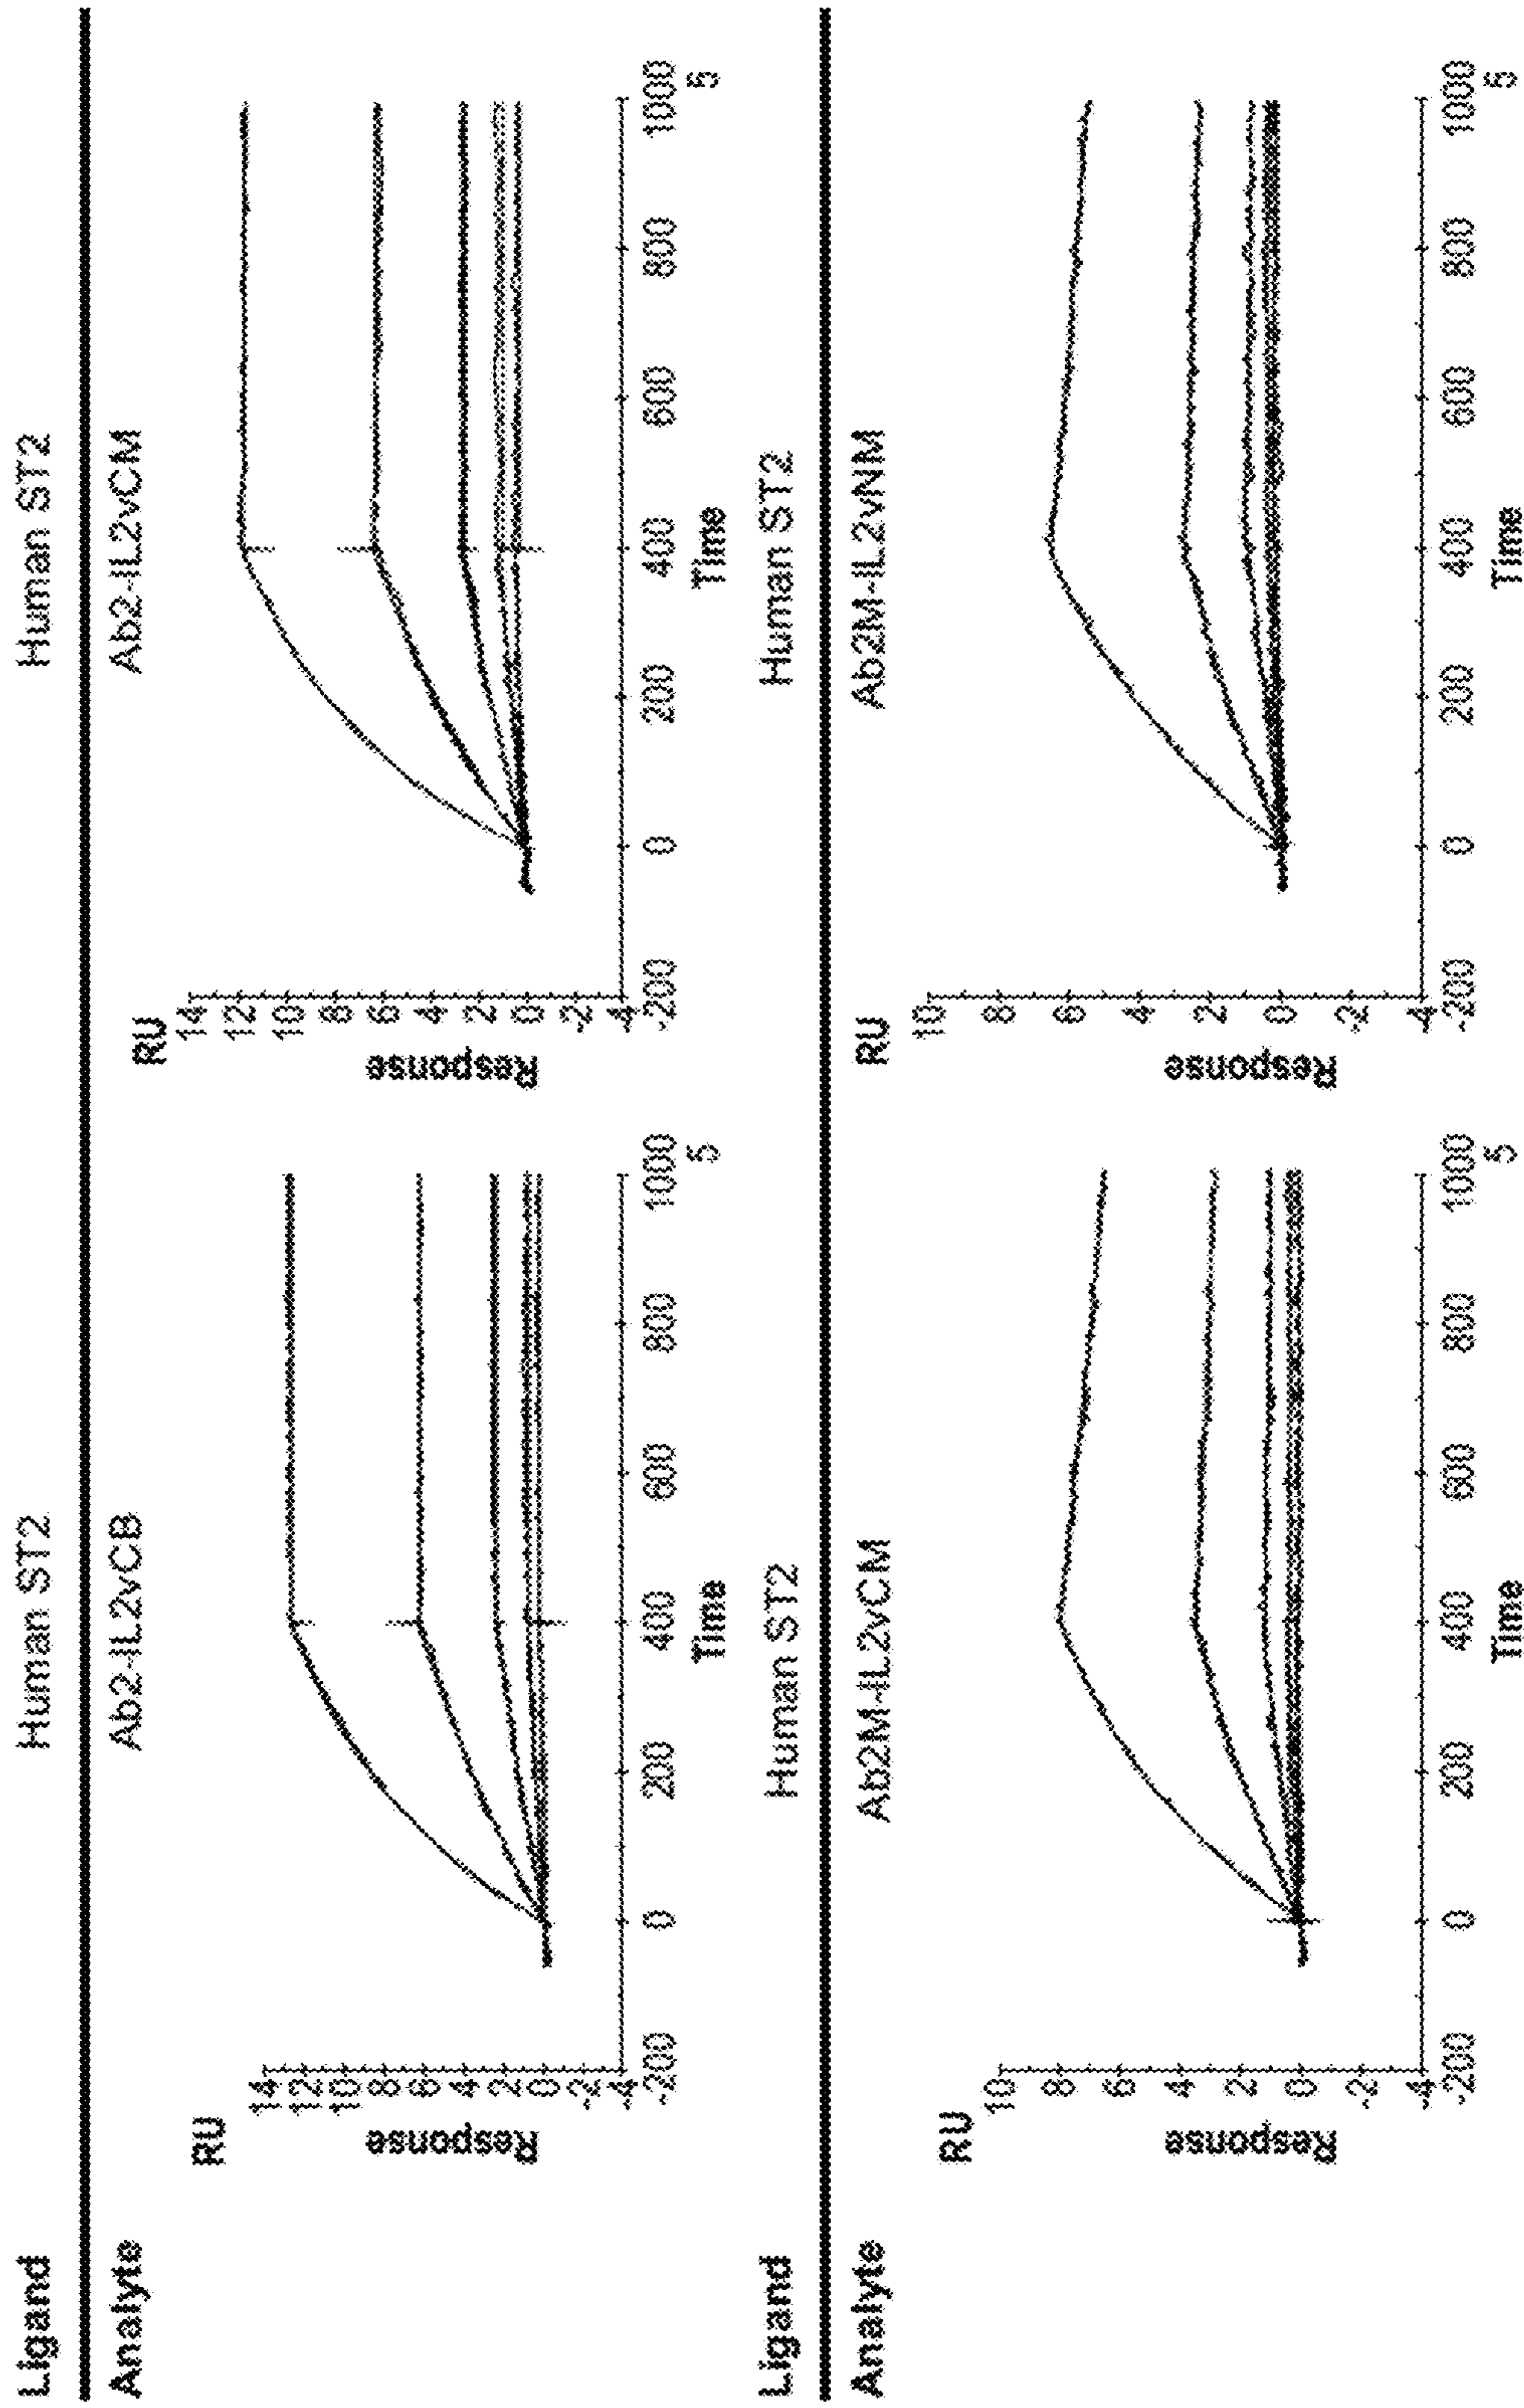 Ligand Human ST2 Human ST2
Analyte Ab2-IL2vCB Ab2-IL2vCM
RU
14
12
10
8
6
4
2
0
-2
-4
Response
-200 0 200 400 600 800 1000
Time s
RU
14
12
10
8
6
4
2
0
-2
-4
Response
-200 0 200 400 600 800 1000
Time s
Ligand Human ST2 Human ST2
Analyte Ab2M-IL2vCM Ab2M-IL2vNM
RU
10
8
6
4
2
0
-2
-4
Response
-200 0 200 400 600 800 1000
Time s
RU
10
8
6
4
2
0
-2
-4
Response
-200 0 200 400 600 800 1000
Time s